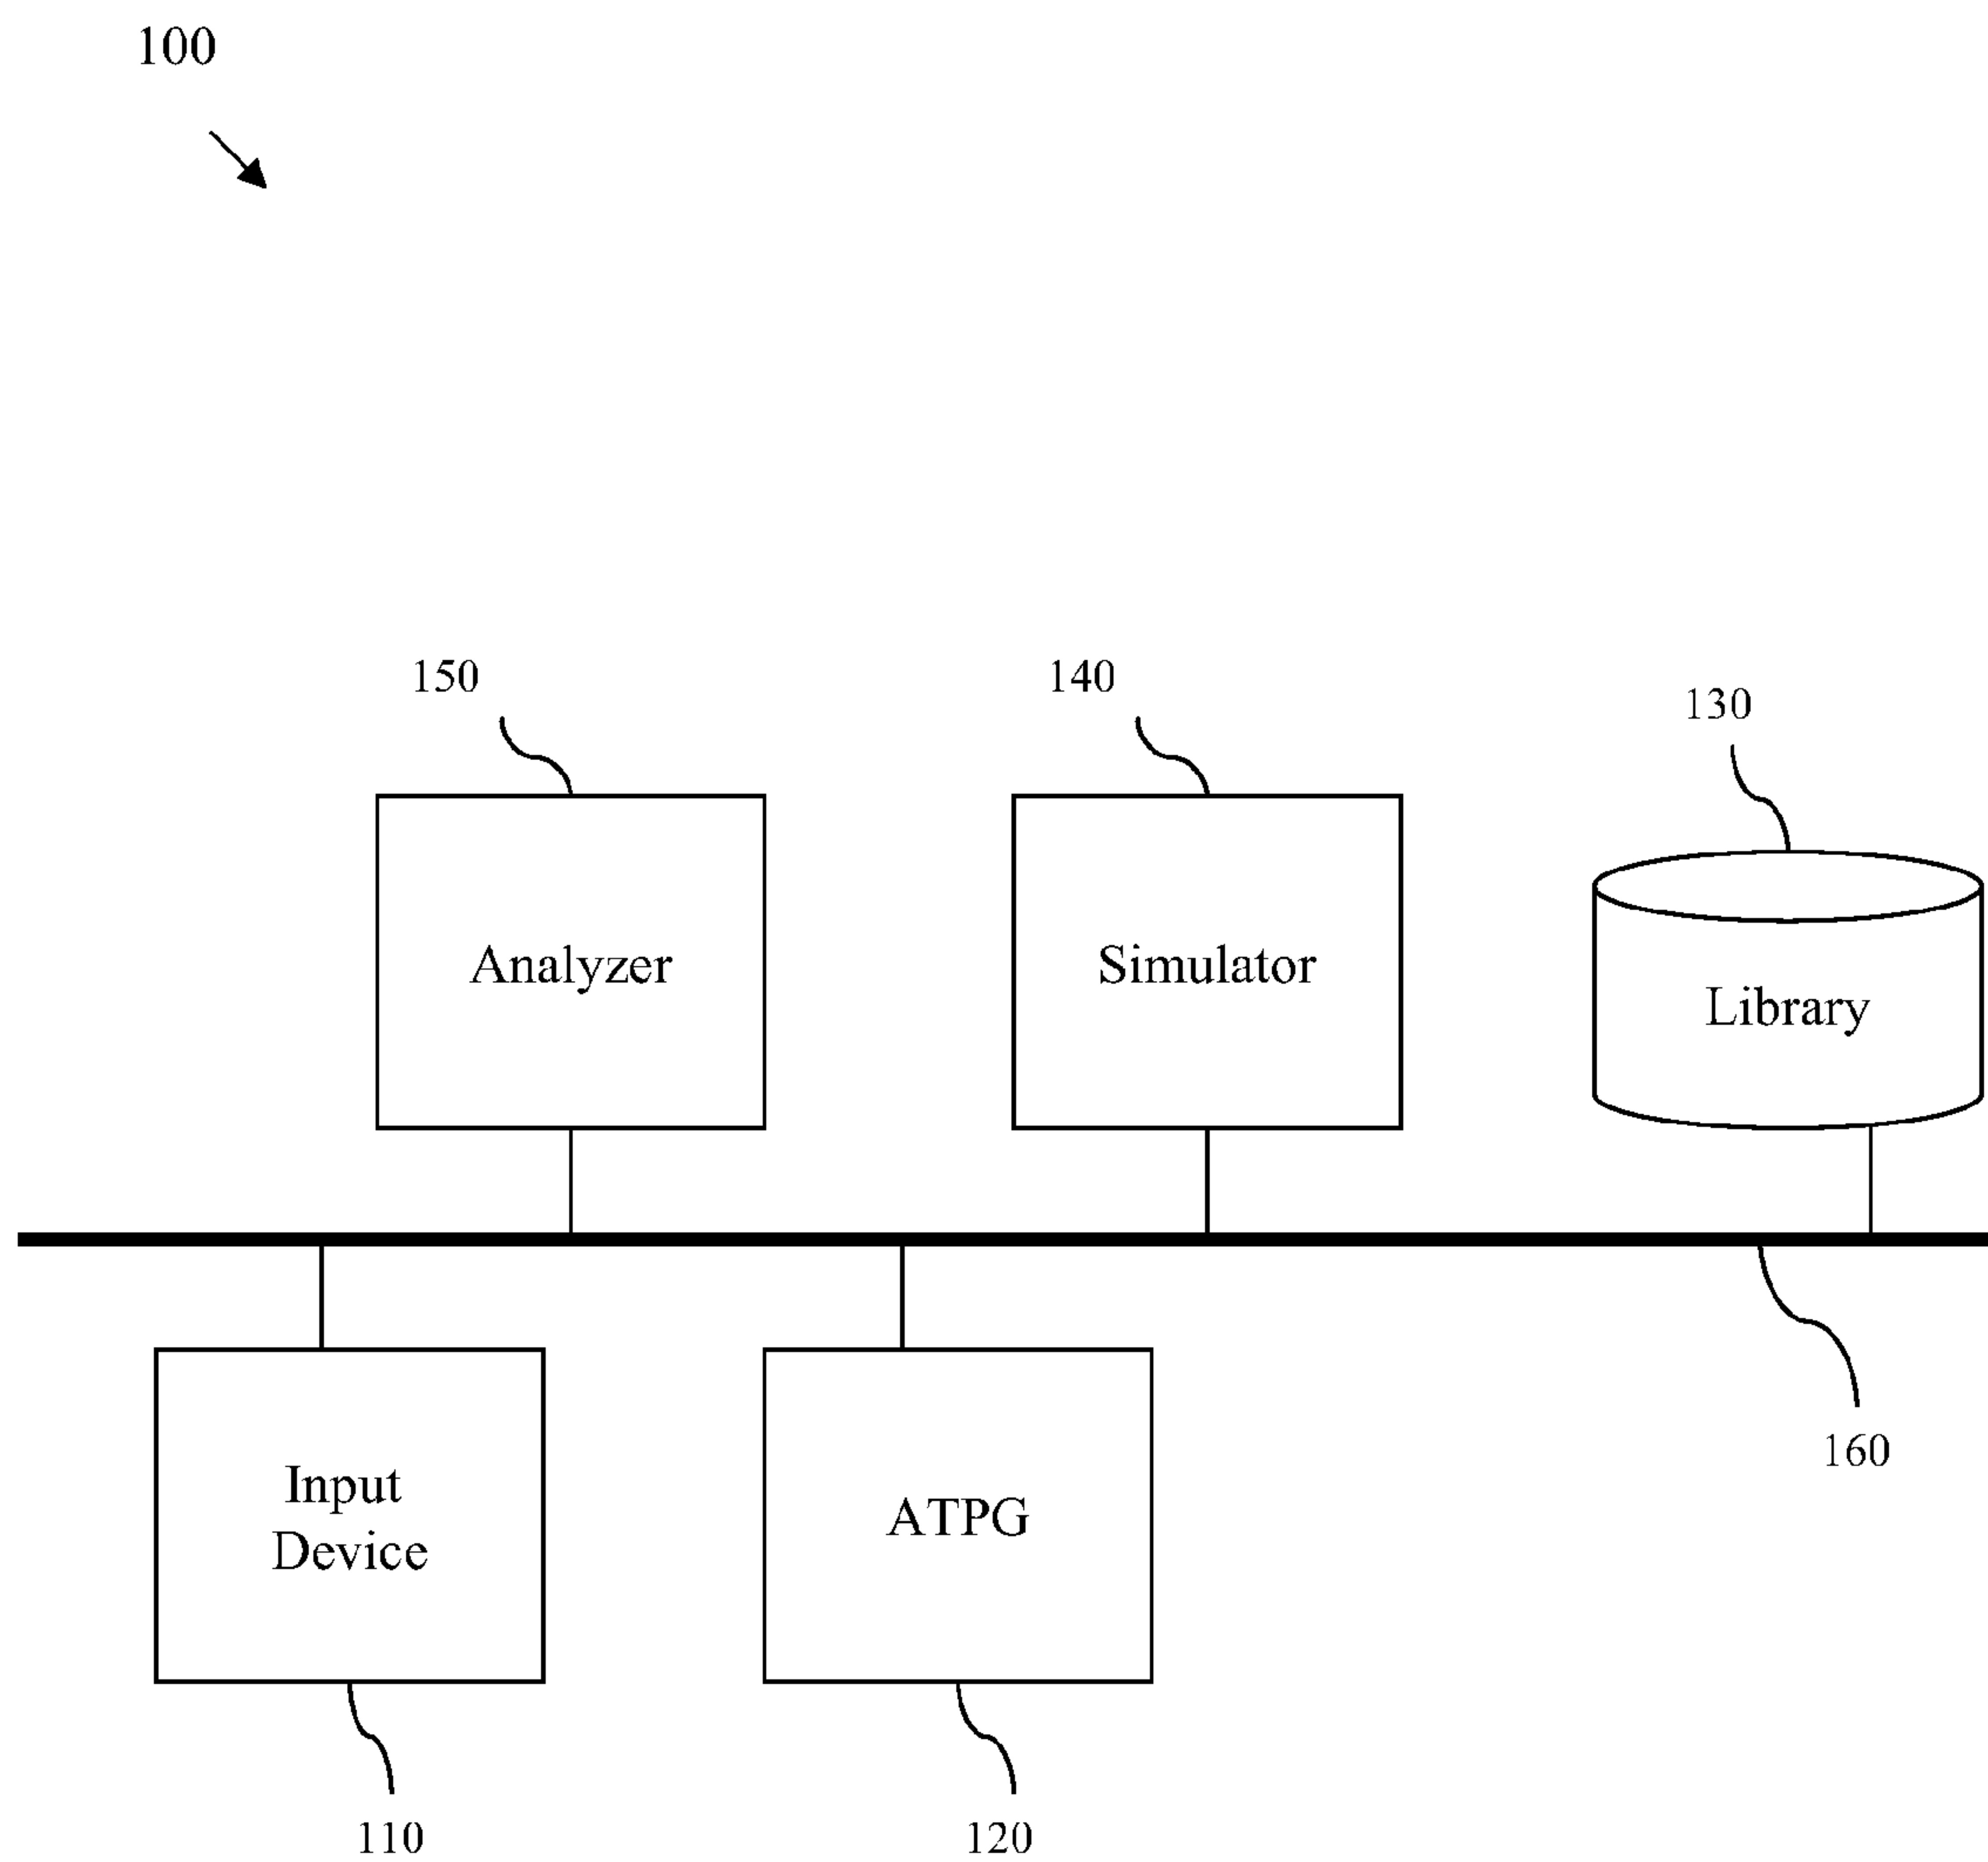 100
150
140
130
Analyzer
Simulator
Library
160
Input
Device
ATPG
110
120